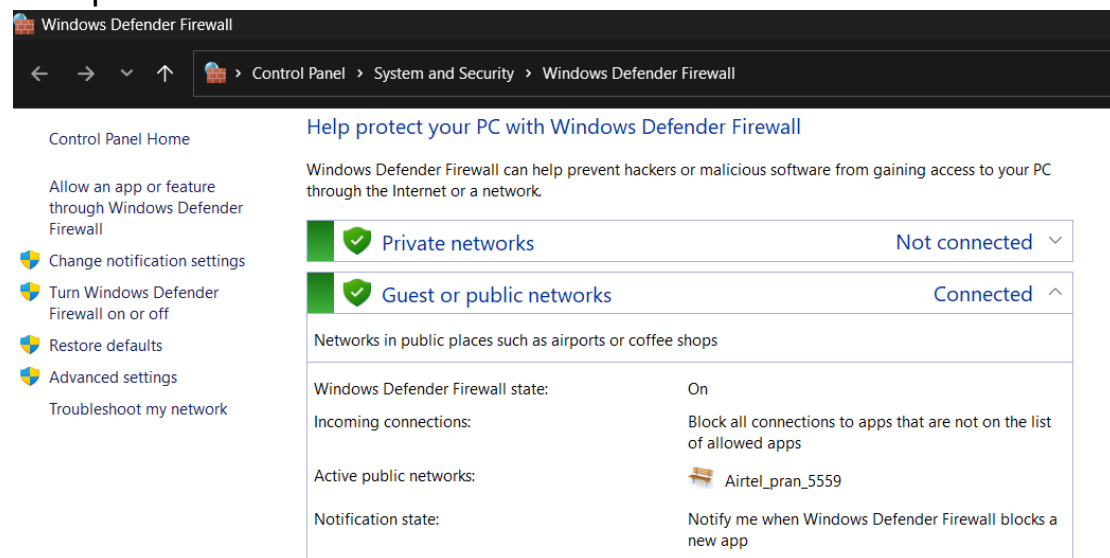 Windows Defender Firewall
Control Panel > System and Security > Windows Defender Firewall
Control Panel Home
Allow an app or feature
through Windows Defender
Firewall
Change notification settings
Turn Windows Defender
Firewall on or off
Restore defaults
Advanced settings
Troubleshoot my network
Help protect your PC with Windows Defender Firewall
Windows Defender Firewall can help prevent hackers or malicious software from gaining access to your PC
through the Internet or a network.
Private networks Not connected
Guest or public networks Connected
Networks in public places such as airports or coffee shops
Windows Defender Firewall state: On
Incoming connections: Block all connections to apps that are not on the list
of allowed apps
Active public networks: Airtel_pran_5559
Notification state: Notify me when Windows Defender Firewall blocks a
new app